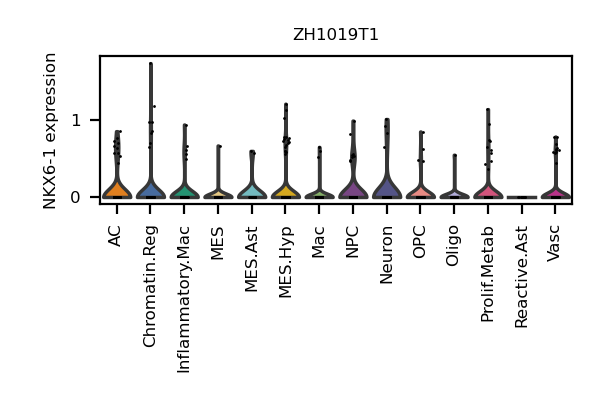 ZH1019T1
NKX6-1 expression
1
0
AC
Chromatin.Reg
Inflammatory.Mac
MES
MES.Ast
MES.Hyp
Mac
NPC
Neuron
OPC
Oligo
Prolif.Metab
Reactive.Ast
Vasc